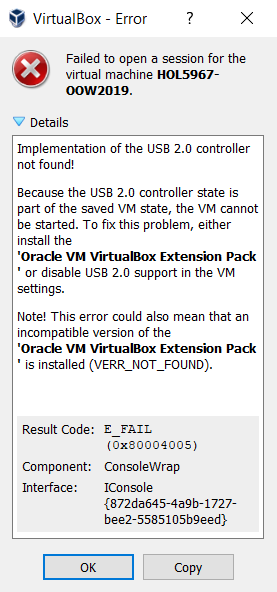 VirtualBox - Error
Failed to open a session for the
virtual machine HOL5967-
OOW2019.
Details
Implementation of the USB 2.0 controller
not found!
Because the USB 2.0 controller state is
part of the saved VM state, the VM cannot
be started. To fix this problem, either
install the
'Oracle VM VirtualBox Extension Pack
' or disable USB 2.0 support in the VM
settings.
Note! This error could also mean that an
incompatible version of the
'Oracle VM VirtualBox Extension Pack
' is installed (VERR_NOT_FOUND).
Result Code: E_FAIL
(0x80004005)
Component: ConsoleWrap
Interface: IConsole
{872da645-4a9b-1727-
bee2-5585105b9eed}
OK Copy